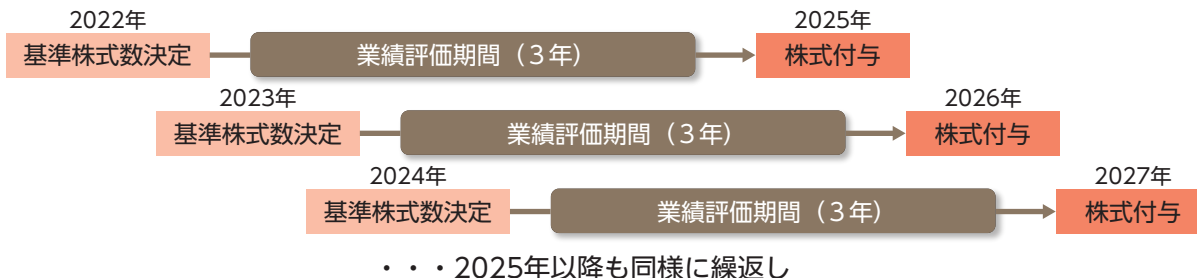 2022年 2025年
基準株式数決定 業績評価期間（３年） 株式付与
2023年 2026年
基準株式数決定 業績評価期間（３年） 株式付与
2024年 2027年
基準株式数決定 業績評価期間（３年） 株式付与
・・・2025年以降も同様に繰返し